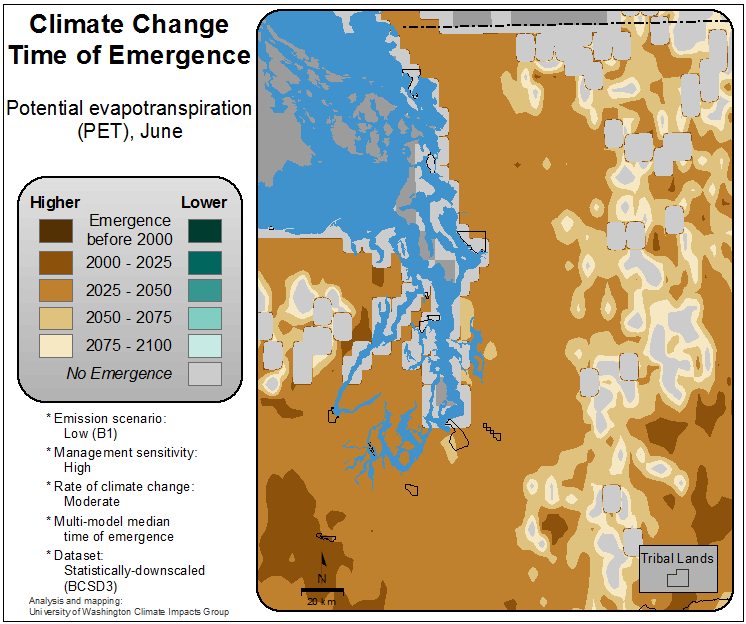 Climate Change
Time of Emergence
Potential evapotranspiration
(PET), June
Higher Lower
Emergence
before 2000
2000 - 2025
2025 - 2050
2050 - 2075
2075 - 2100
No Emergence
* Emission scenario:
Low (B1)
* Management sensitivity:
High
* Rate of climate change:
Moderate
* Multi-model median
time of emergence
* Dataset:
Statistically-downscaled
(BCSD3)
Analysis and mapping:
University of Washington Climate Impacts Group
N
20 km
Tribal Lands